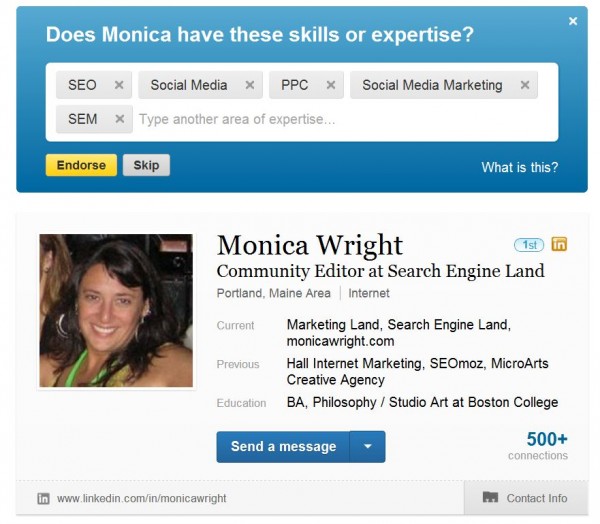 Does Monica have these skills or expertise?
×
SEO × Social Media × PPC × Social Media Marketing ×
SEM × Type another area of expertise...
Endorse Skip What is this?
Monica Wright 1st in
Community Editor at Search Engine Land
Portland, Maine Area Internet
Current Marketing Land, Search Engine Land,
monicawright.com
Previous Hall Internet Marketing, SEOmoz, MicroArts
Creative Agency
Education BA, Philosophy / Studio Art at Boston College
Send a message 500+
connections
in www.linkedin.com/in/monicawright Contact Info